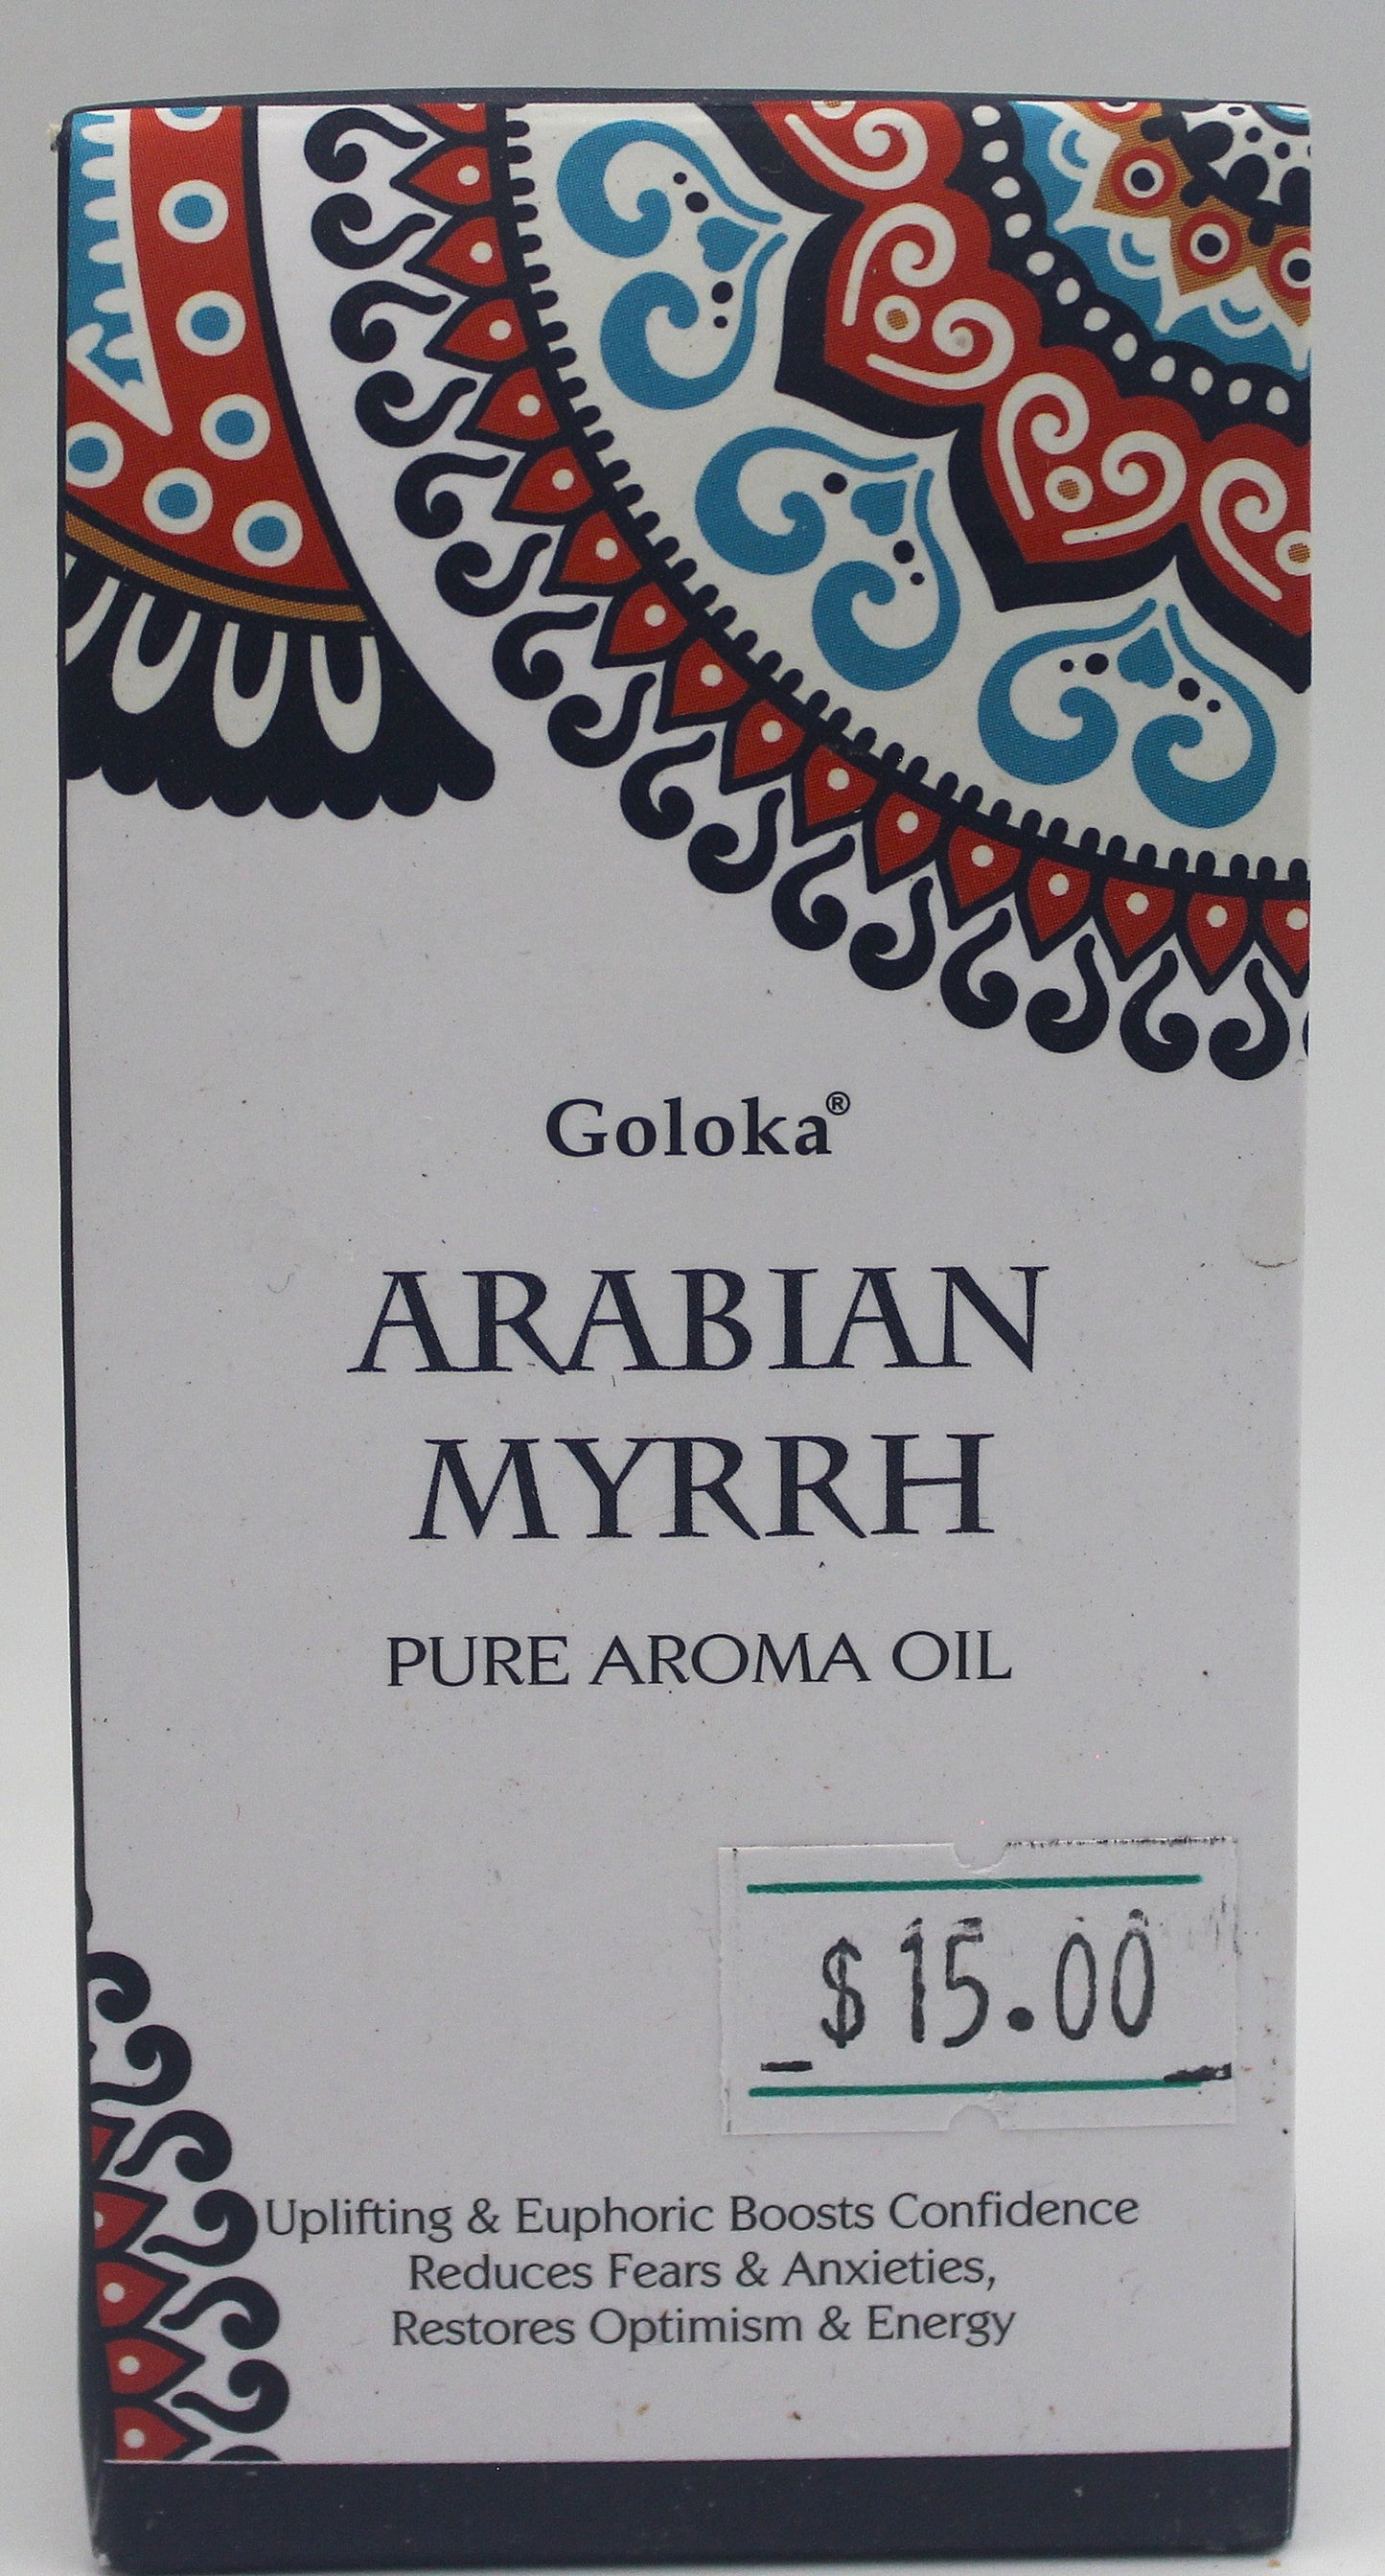 Goloka®
ARABIAN
MYRRH
PURE AROMA OIL
$15.00
Uplifting & Euphoric Boosts Confidence
Reduces Fears & Anxieties,
Restores Optimism & Energy